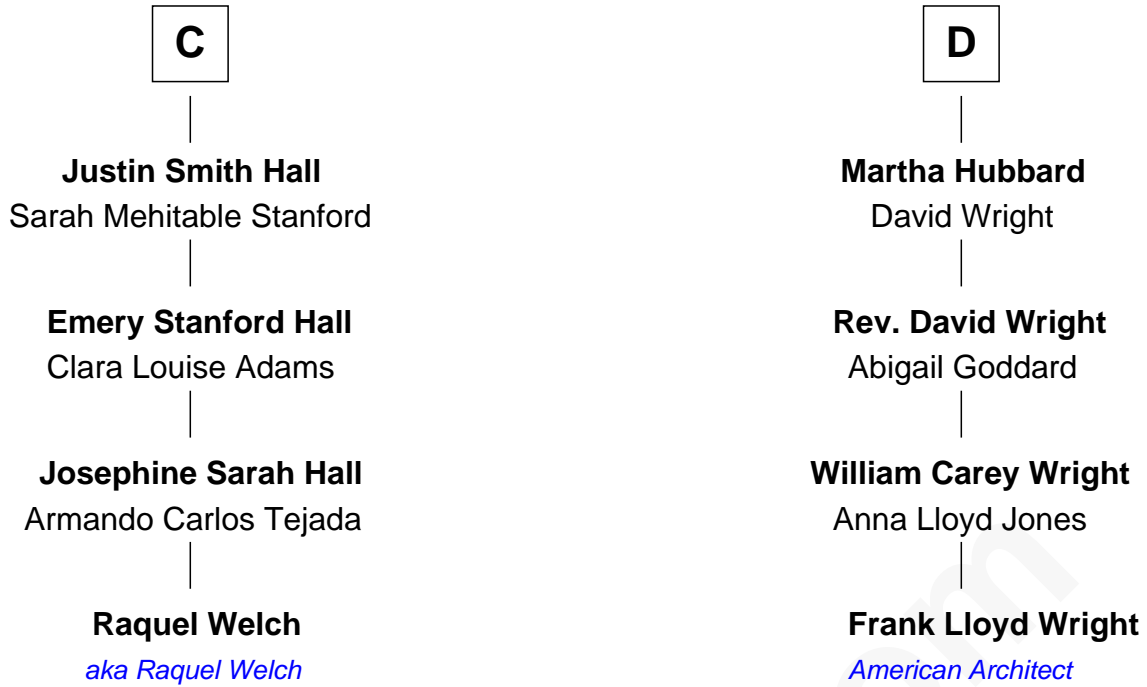 C
Justin Smith Hall
Sarah Mehitable Stanford
Emery Stanford Hall
Clara Louise Adams
Josephine Sarah Hall
Armando Carlos Tejada
Raquel Welch
aka Raquel Welch
D
Martha Hubbard
David Wright
Rev. David Wright
Abigail Goddard
William Carey Wright
Anna Lloyd Jones
Frank Lloyd Wright
American Architect